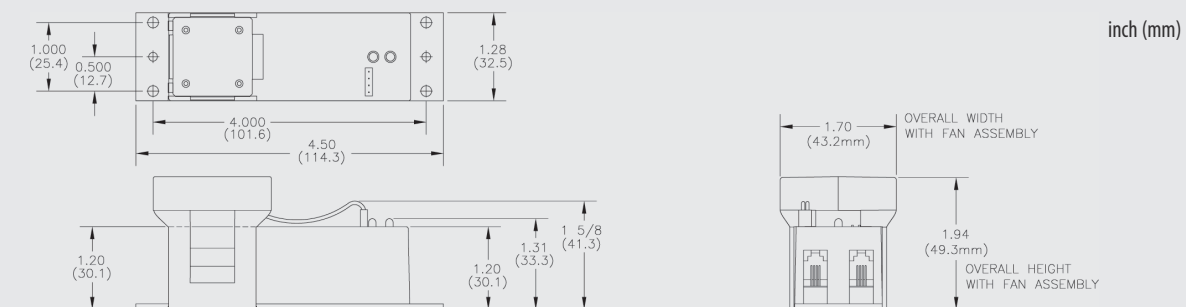 inch (mm)
1.000
(25.4)
0.500
(12.7)
1.28
(32.5)
4.000
(101.6)
4.50
(114.3)
OVERALL WIDTH
WITH FAN ASSEMBLY
1.70
(43.2mm)
1.20
(30.1)
1.20
(30.1)
1.31
(33.3)
1 5/8
(41.3)
1.94
(49.3mm)
OVERALL HEIGHT
WITH FAN ASSEMBLY